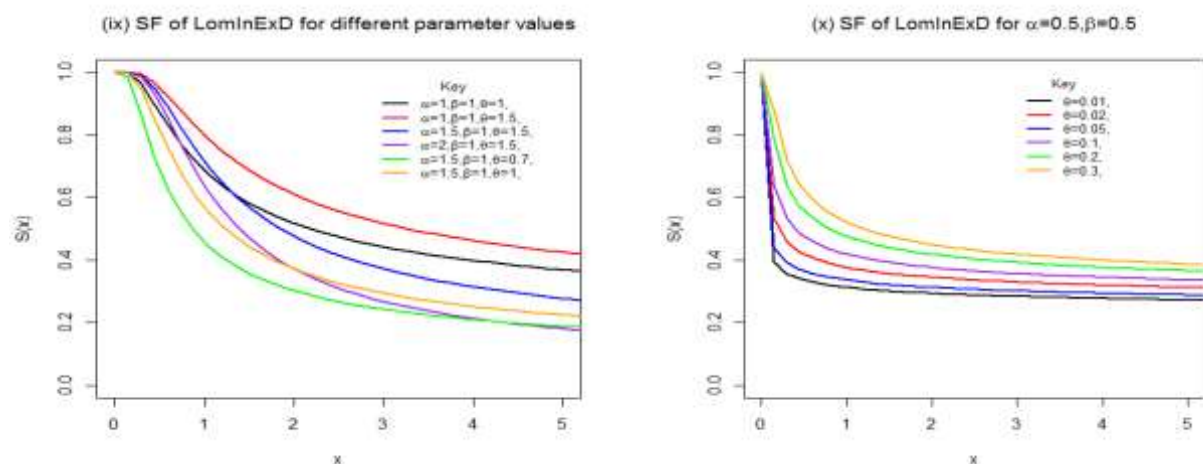 (ix) SF of LomInExD for different parameter values
Key
α=1,β=1,θ=1,
α=1,β=1,θ=1.5,
α=1.5,β=1,θ=1.5,
α=2,β=1,θ=1.5,
α=1.5,β=1,θ=0.7,
α=1.5,β=1,θ=1,
S(x)
1.0
0.8
0.6
0.4
0.2
0.0
0 1 2 3 4 5
x
(x) SF of LomInExD for α=0.5,β=0.5
Key
θ=0.01,
θ=0.02,
θ=0.05,
θ=0.1,
θ=0.2,
θ=0.3,
S(x)
1.0
0.8
0.6
0.4
0.2
0.0
0 1 2 3 4 5
x